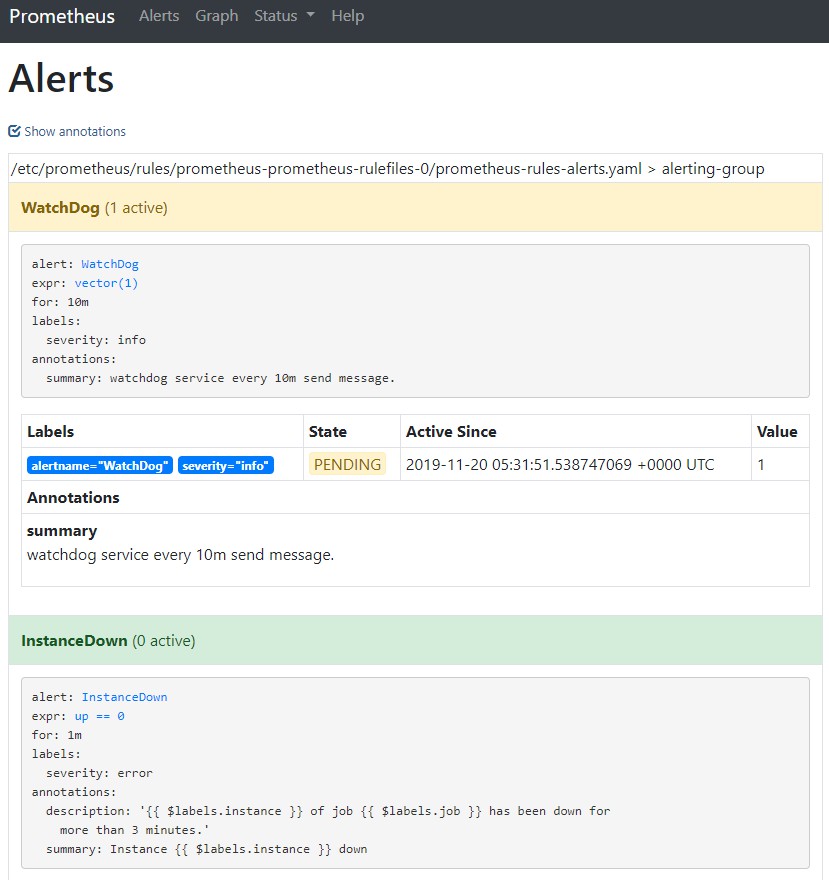 Prometheus Alerts Graph Status Help
Alerts
Show annotations
/etc/prometheus/rules/prometheus-prometheus-rulefiles-0/prometheus-rules-alerts.yaml > alerting-group
WatchDog (1 active)
alert: WatchDog
expr: vector(1)
for: 10m
labels:
  severity: info
annotations:
  summary: watchdog service every 10m send message.
Labels State Active Since Value
alertname="WatchDog" severity="info" PENDING 2019-11-20 05:31:51.538747069 +0000 UTC 1
Annotations
summary
watchdog service every 10m send message.
InstanceDown (0 active)
alert: InstanceDown
expr: up == 0
for: 1m
labels:
  severity: error
annotations:
  description: '{{ $labels.instance }} of job {{ $labels.job }} has been down for
    more than 3 minutes.'
  summary: Instance {{ $labels.instance }} down